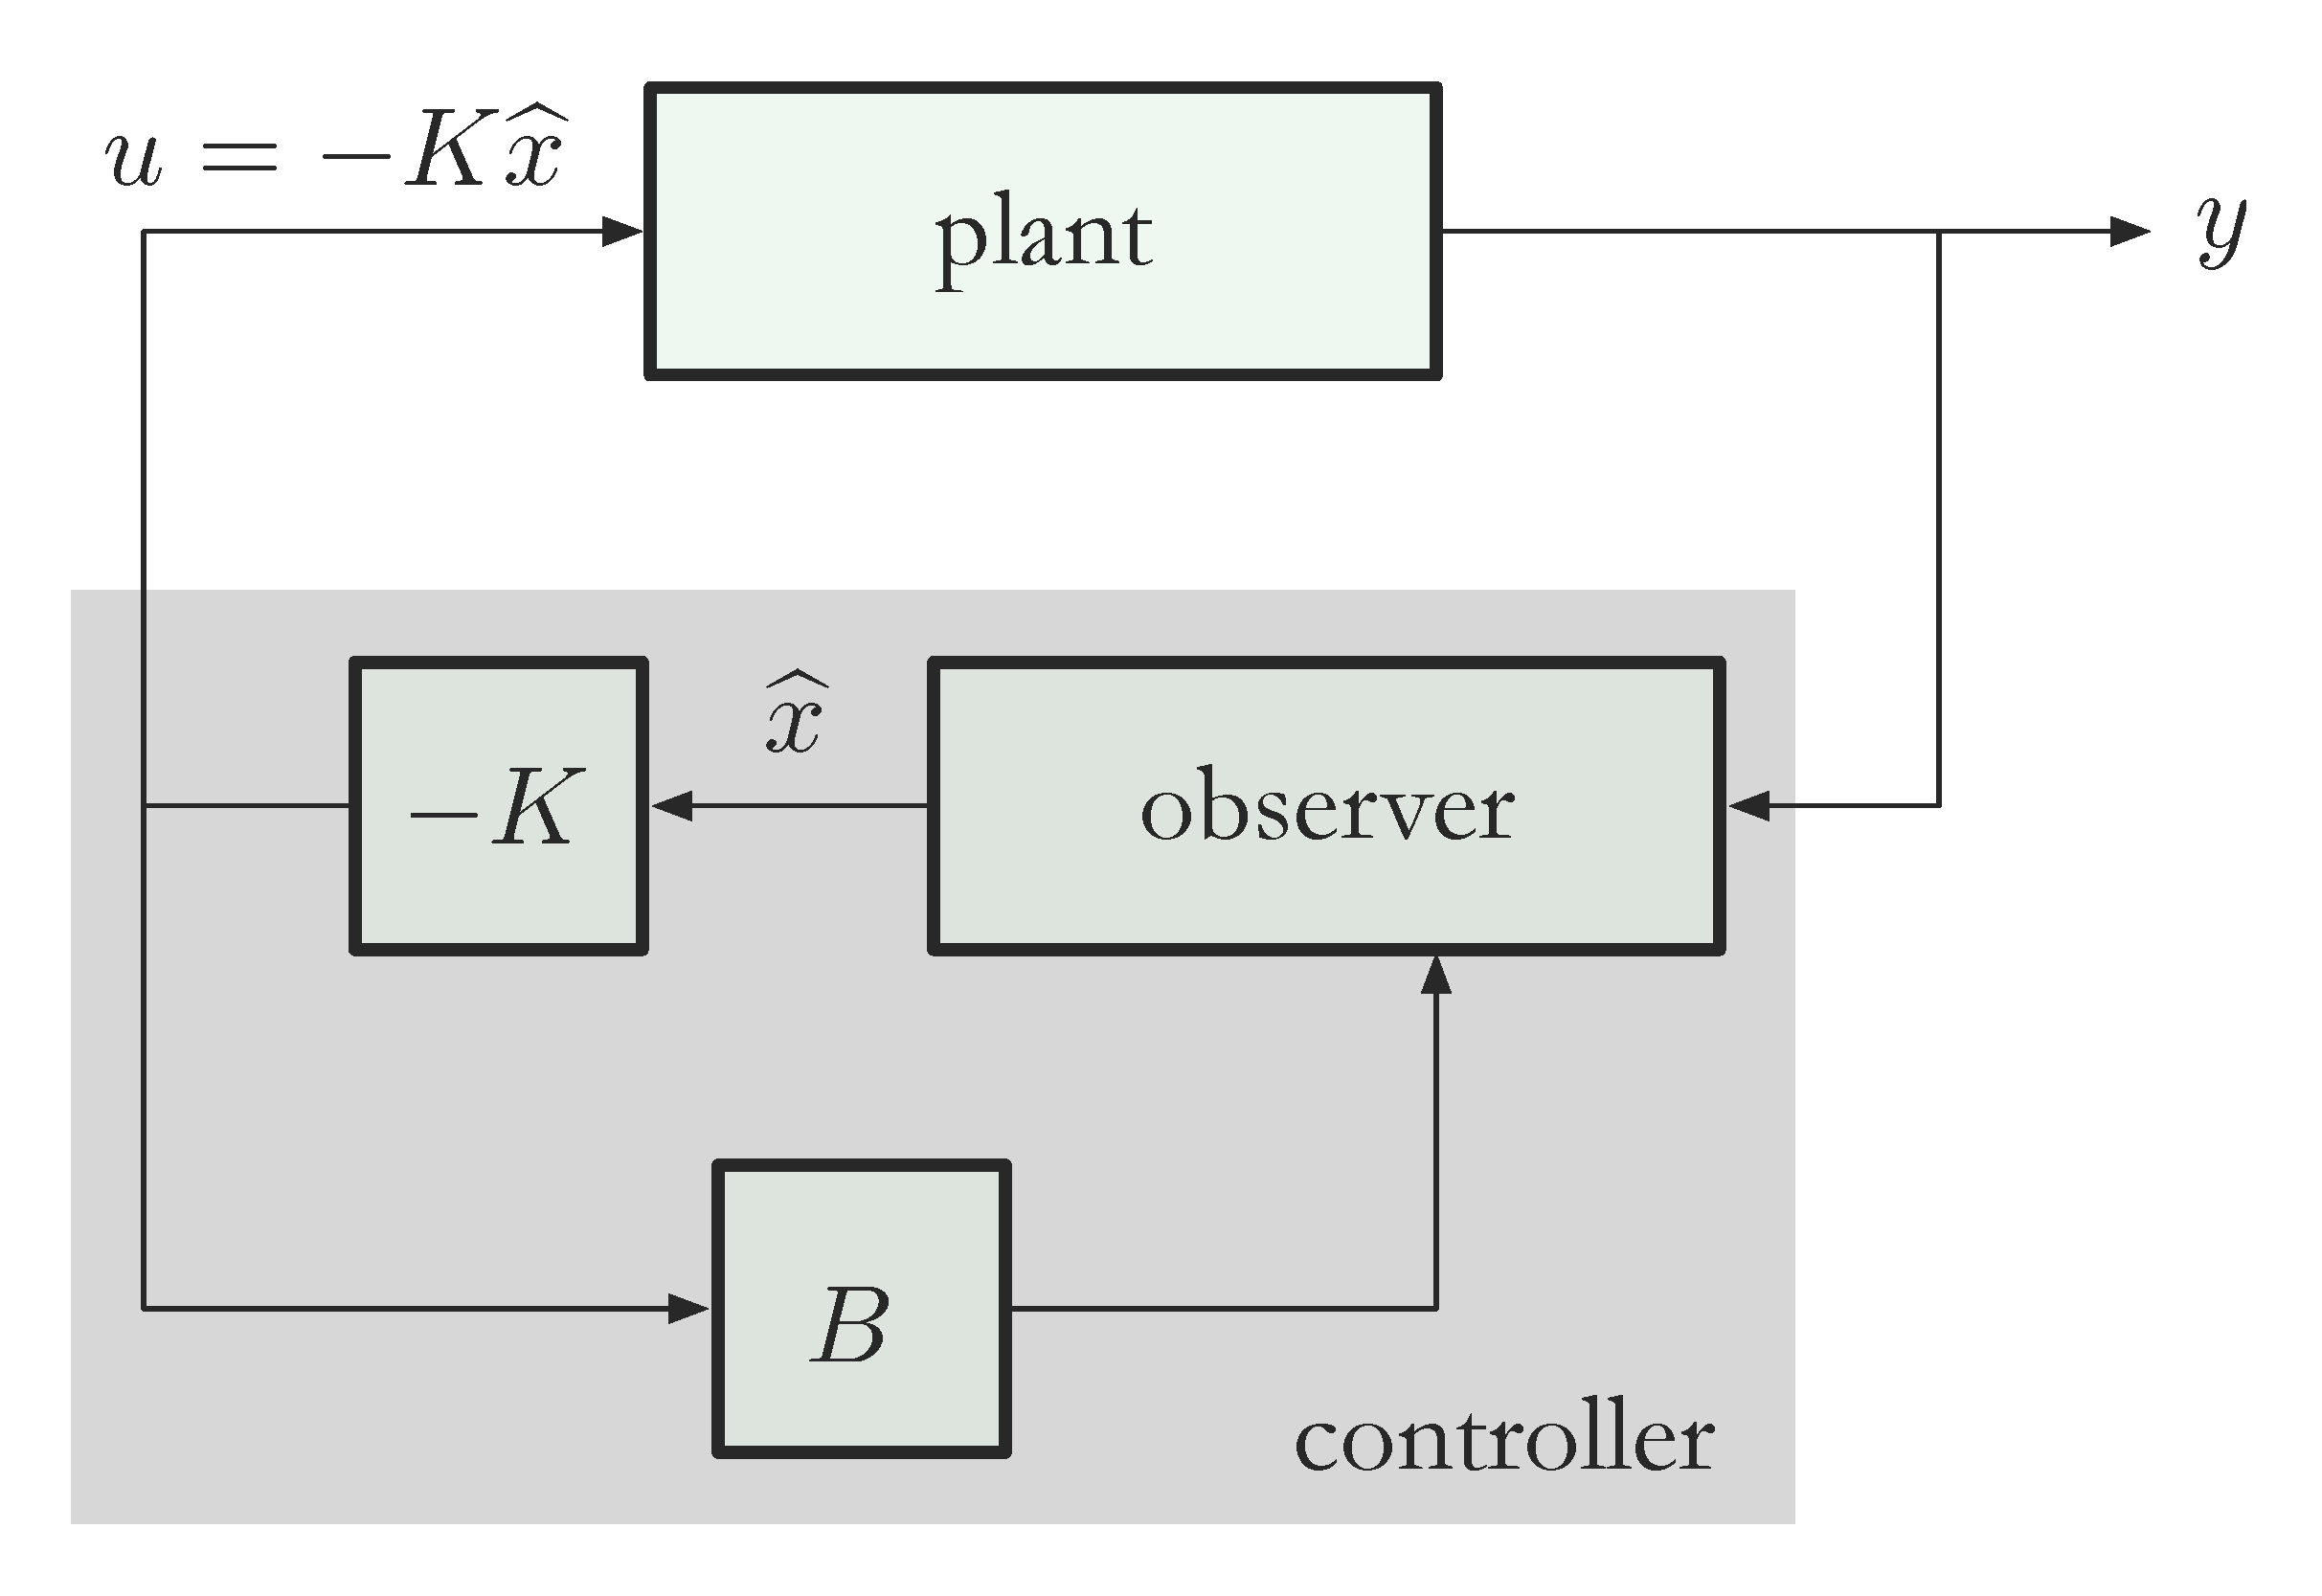 u = −Kx̂
plant
y
x̂
−K
observer
B
controller